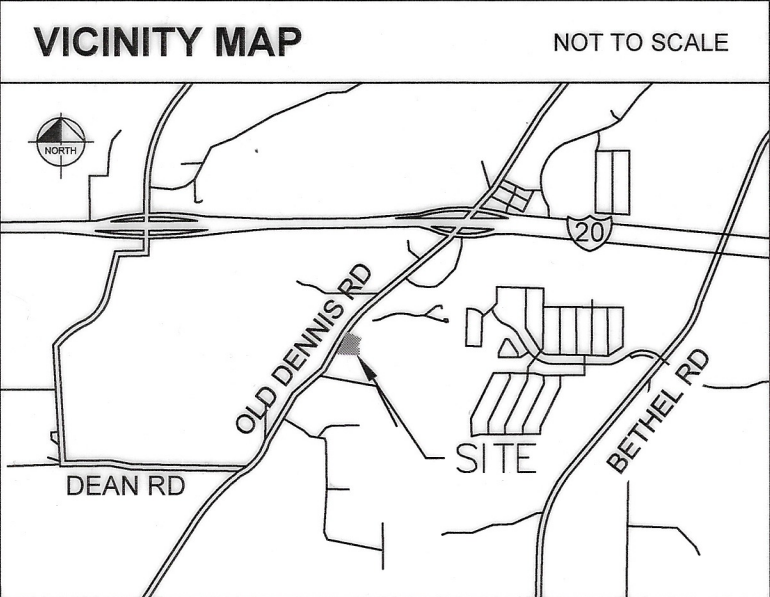 VICINITY MAP
NOT TO SCALE
NORTH
20
OLD DENNIS RD
BETHEL RD
SITE
DEAN RD